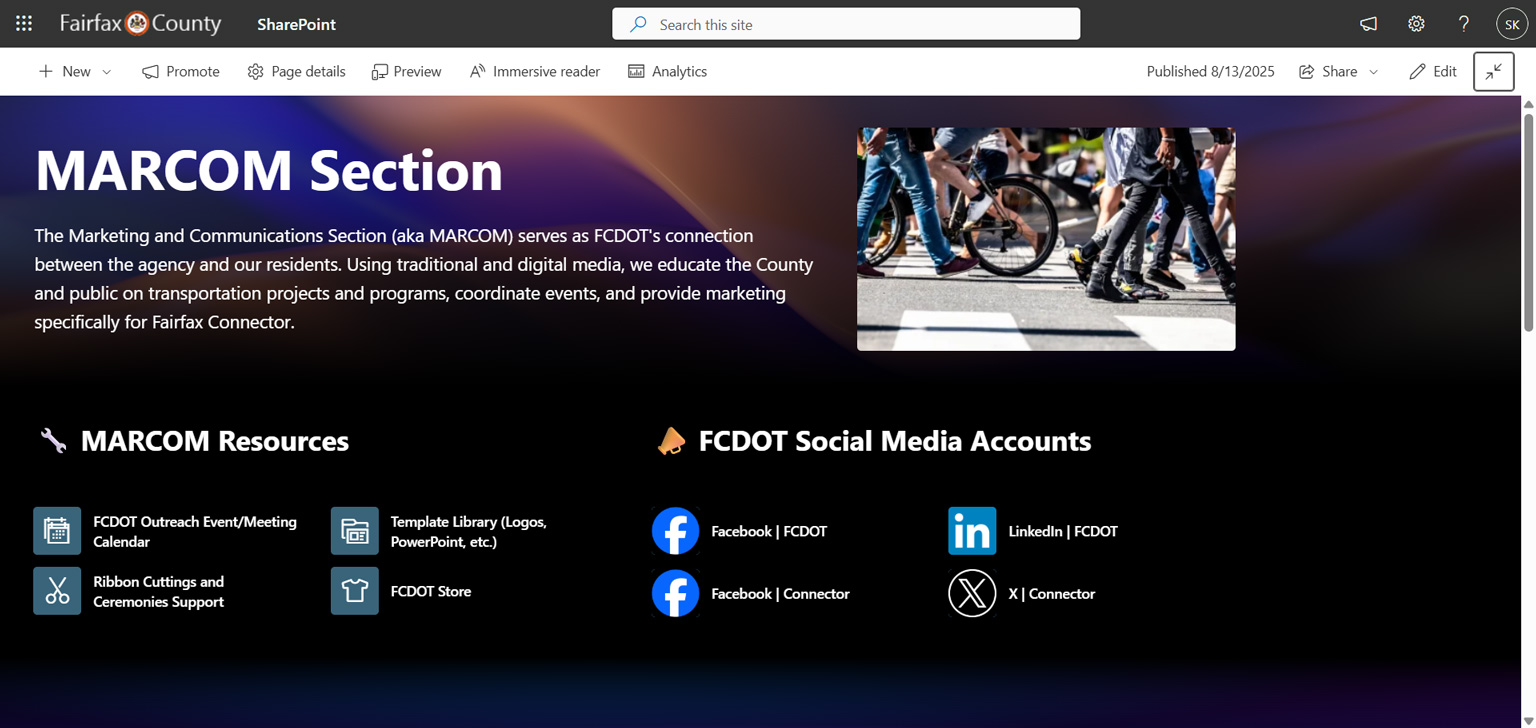 Fairfax County
SharePoint
Search this site
?
SK
New
Promote
Page details
Preview
Immersive reader
Analytics
Published 8/13/2025
Share
Edit
MARCOM Section
The Marketing and Communications Section (aka MARCOM) serves as FCDOT's connection
between the agency and our residents. Using traditional and digital media, we educate the County
and public on transportation projects and programs, coordinate events, and provide marketing
specifically for Fairfax Connector.
MARCOM Resources
FCDOT Outreach Event/Meeting
Calendar
Template Library (Logos,
PowerPoint, etc.)
Ribbon Cuttings and
Ceremonies Support
FCDOT Store
FCDOT Social Media Accounts
Facebook | FCDOT
LinkedIn | FCDOT
Facebook | Connector
X | Connector